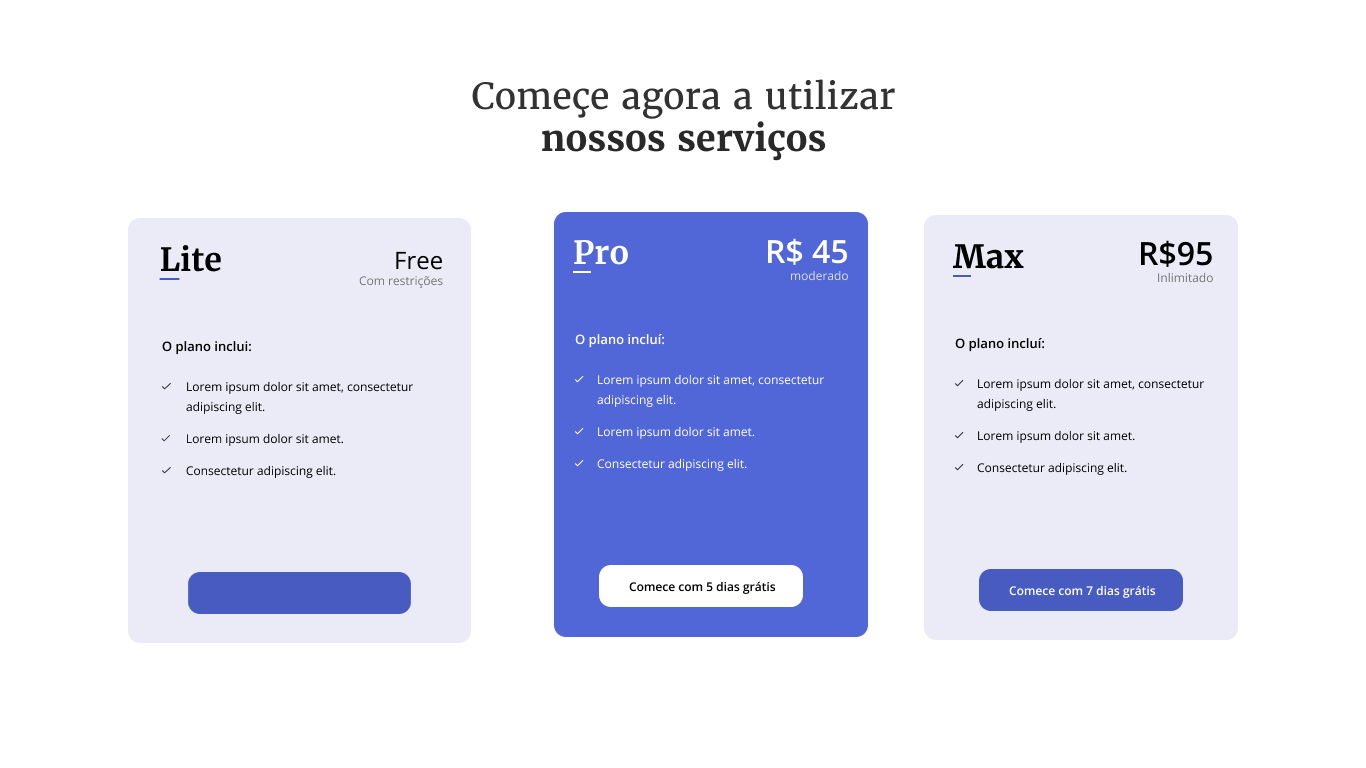 Começe agora a utilizar
nossos serviços
Lite
Free
Com restrições
O plano inclui:
Lorem ipsum dolor sit amet, consectetur
adipiscing elit.
Lorem ipsum dolor sit amet.
Consectetur adipiscing elit.
Pro
R$ 45
moderado
O plano incluí:
Lorem ipsum dolor sit amet, consectetur
adipiscing elit.
Lorem ipsum dolor sit amet.
Consectetur adipiscing elit.
Comece com 5 dias grátis
Max
R$95
Inlimitado
O plano incluí:
Lorem ipsum dolor sit amet, consectetur
adipiscing elit.
Lorem ipsum dolor sit amet.
Consectetur adipiscing elit.
Comece com 7 dias grátis